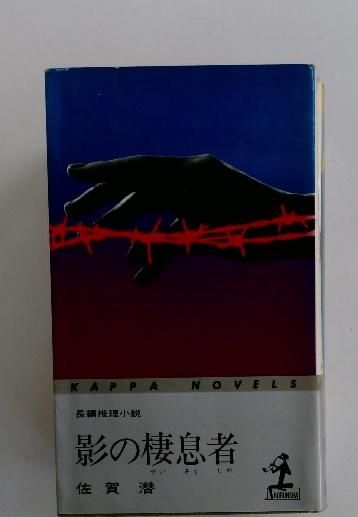 KAPPA NOVELS
長編推理小説
影の棲息者
せい そく しゃ
佐賀潜
KOBUNSHA